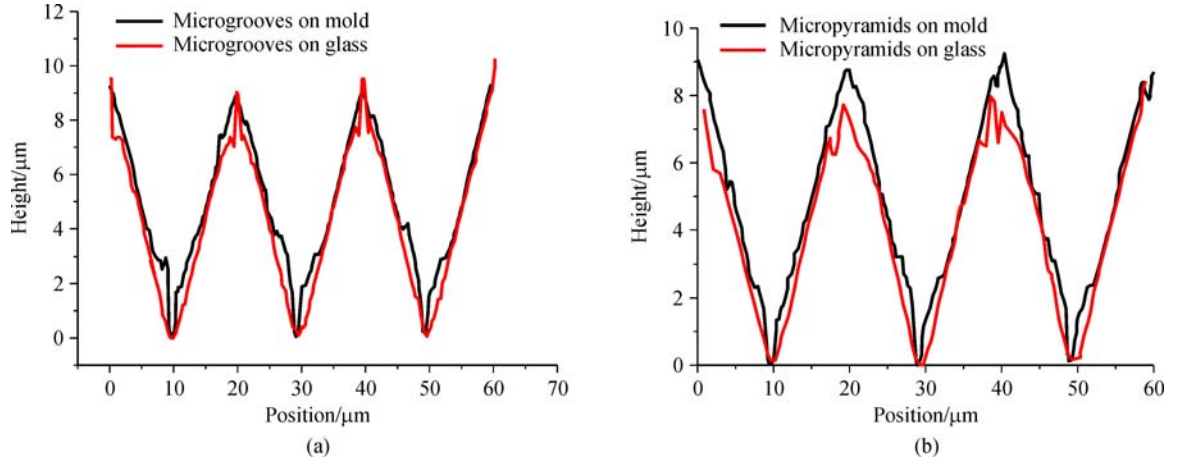 12
10
8
6
4
2
0
Height/μm
Microgrooves on mold
Microgrooves on glass
0 10 20 30 40 50 60 70
Position/μm
(a)
10
8
6
4
2
0
Height/μm
Micropyramids on mold
Micropyramids on glass
0 10 20 30 40 50 60
Position/μm
(b)